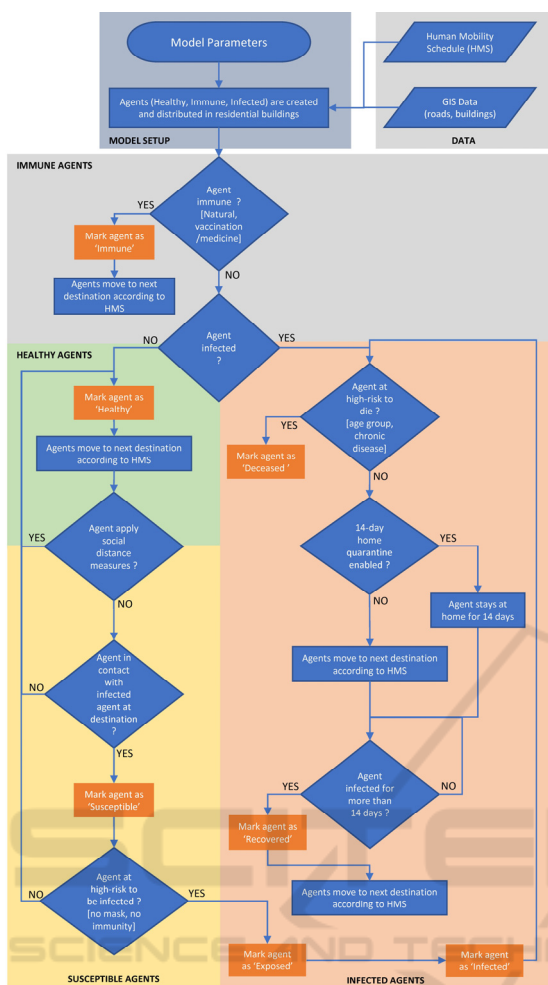 Model Parameters
Human Mobility
Schedule (HMS)
Agents (Healthy, Immune, Infected) are created
and distributed in residential buildings
GIS Data
(roads, buildings)
MODEL SETUP
DATA
IMMUNE AGENTS
Agent
immune ?
[Natural,
vaccination
/medicine]
YES
Mark agent as
‘Immune’
Agents move to next
destination according to
HMS
NO
Agent
infected
?
NO
YES
HEALTHY AGENTS
Mark agent as
‘Healthy’
Agents move to next destination
according to HMS
Agent apply
social
distance
measures ?
YES
NO
Agent in
contact
with
infected
agent at
destination
?
NO
YES
Mark agent as
‘Susceptible’
Agent at
high-risk to
be infected ?
[no mask, no
immunity]
NO
YES
SUSCEPTIBLE AGENTS
Agent at
high-risk to
die ?
[age group,
chronic
disease]
YES
Mark agent as
‘Deceased ’
NO
14-day
home
quarantine
enabled ?
YES
Agent stays at
home for 14 days
NO
Agents move to next destination
according to HMS
Agent
infected for
more than
14 days ?
YES
NO
Mark agent as
‘Recovered’
Agents move to next destination
according to HMS
Mark agent
as ‘Exposed’
Mark agent
as ‘Infected’
INFECTED AGENTS
SCITE
SCIENCE AND TECH